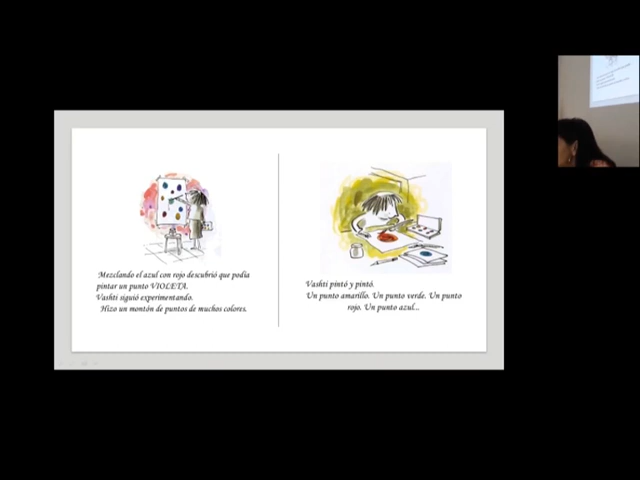 Mezclando el azul con rojo descubrió que podía
pintar un punto VIOLETA.
Vashti siguió experimentando.
Hizo un montón de puntos de muchos colores.
Vashti pintó y pintó.
Un punto amarillo. Un punto verde. Un punto
rojo. Un punto azul...